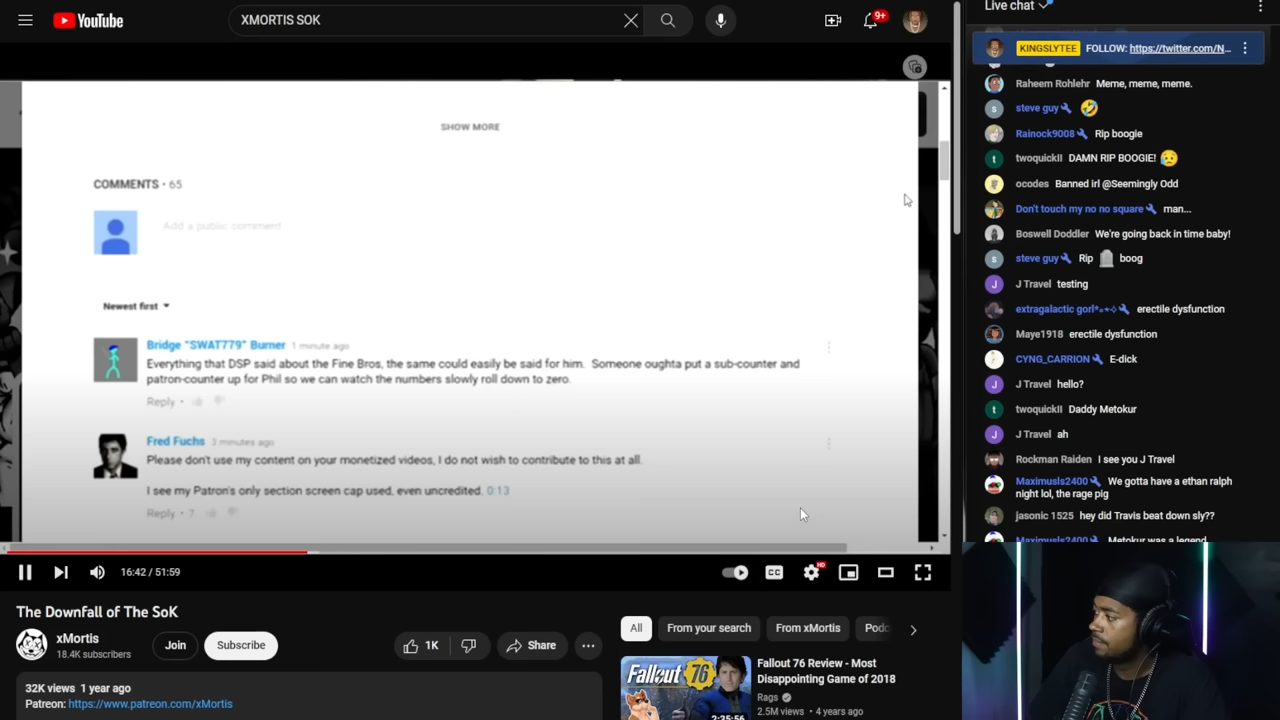 YouTube
XMORTIS SOK
9+
SHOW MORE
COMMENTS • 65
Add a public comment
Newest first
Bridge "SWAT779" Burner 1 minute ago
Everything that DSP said about the Fine Bros, the same could easily be said for him. Someone oughta put a sub-counter and
patron-counter up for Phil so we can watch the numbers slowly roll down to zero.
Reply •
Fred Fuchs 3 minutes ago
Please don't use my content on your monetized videos, I do not wish to contribute to this at all.
I see my Patron's only section screen cap used, even uncredited. 0:13
Reply • 7
16:42 / 51:59
CC
HD
The Downfall of The SoK
xMortis
18.4K subscribers
Join
Subscribe
1K
Share
32K views 1 year ago
Patreon: https://www.patreon.com/xMortis
All
From your search
From xMortis
Podc
Fallout 76
2:35:56
Fallout 76 Review - Most
Disappointing Game of 2018
Rags
2.5M views • 4 years ago
Live chat
KINGSLYTEE FOLLOW: https://twitter.com/N...
Raheem Rohlehr Meme, meme, meme.
steve guy 🤣
Rainock9008 Rip boogie
twoquickII DAMN RIP BOOGIE! 😥
ocodes Banned irl @Seemingly Odd
Don't touch my no no square man...
Boswell Doddler We're going back in time baby!
steve guy Rip 🪦 boog
J Travel testing
extragalactic gorl*ₒ*✧ erectile dysfunction
Maye1918 erectile dysfunction
CYNG_CARRION E-dick
J Travel hello?
twoquickII Daddy Metokur
J Travel ah
Rockman Raiden I see you J Travel
Maximusls2400 We gotta have a ethan ralph
night lol, the rage pig
jasonic 1525 hey did Travis beat down sly??
Maximusls2400 Metokur was a legend